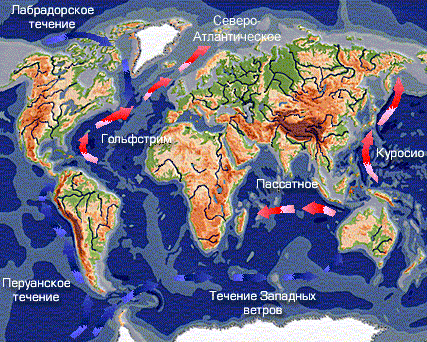 Лабрадорское
течение
Северо-
Атлантическое
Гольфстрим
Куросио
Пассатное
Перуанское
течение
Течение Западных
ветров